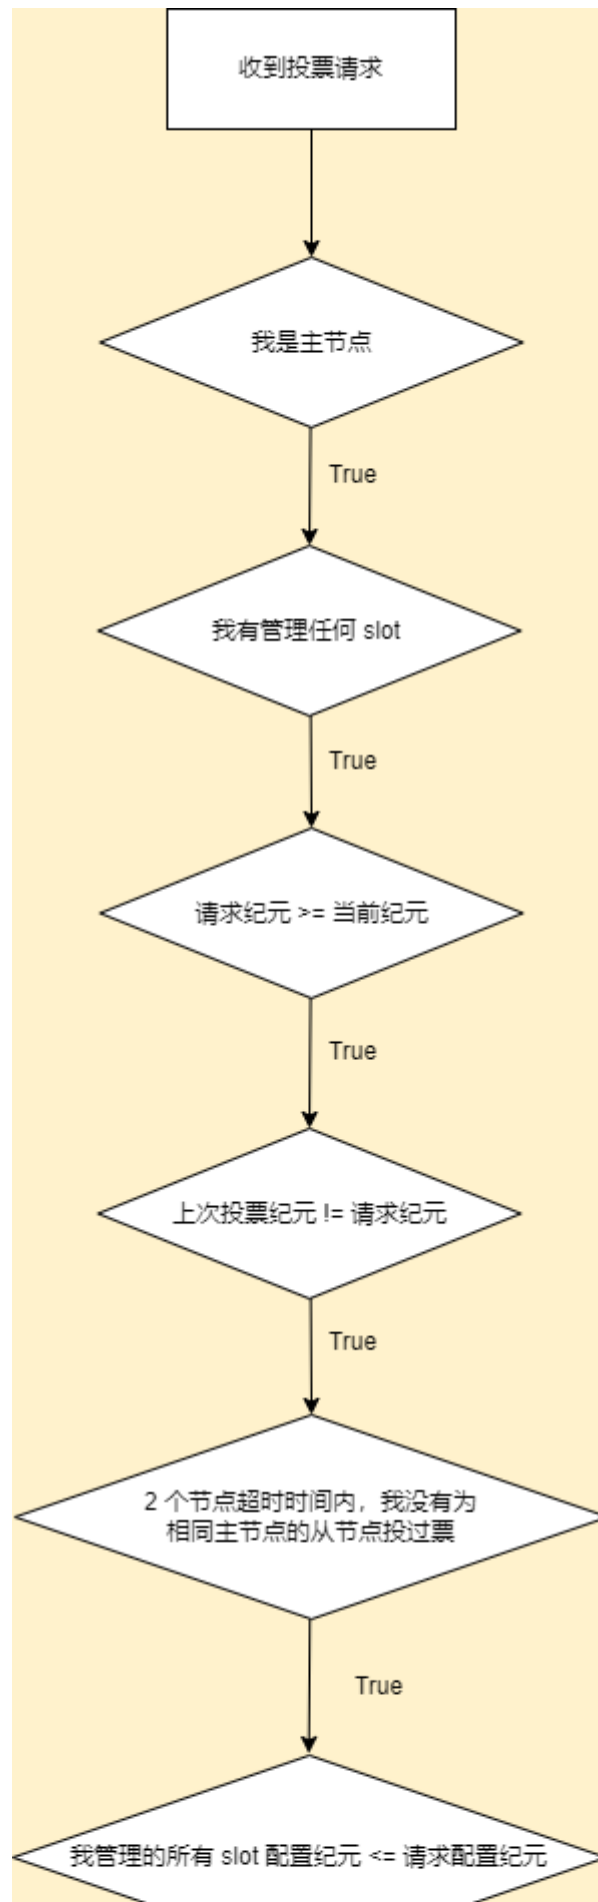 收到投票请求
我是主节点
True
我有管理任何 slot
True
请求纪元 >= 当前纪元
True
上次投票纪元 != 请求纪元
True
2 个节点超时时间内，我没有为
相同主节点的从节点投过票
True
我管理的所有 slot 配置纪元 <= 请求配置纪元